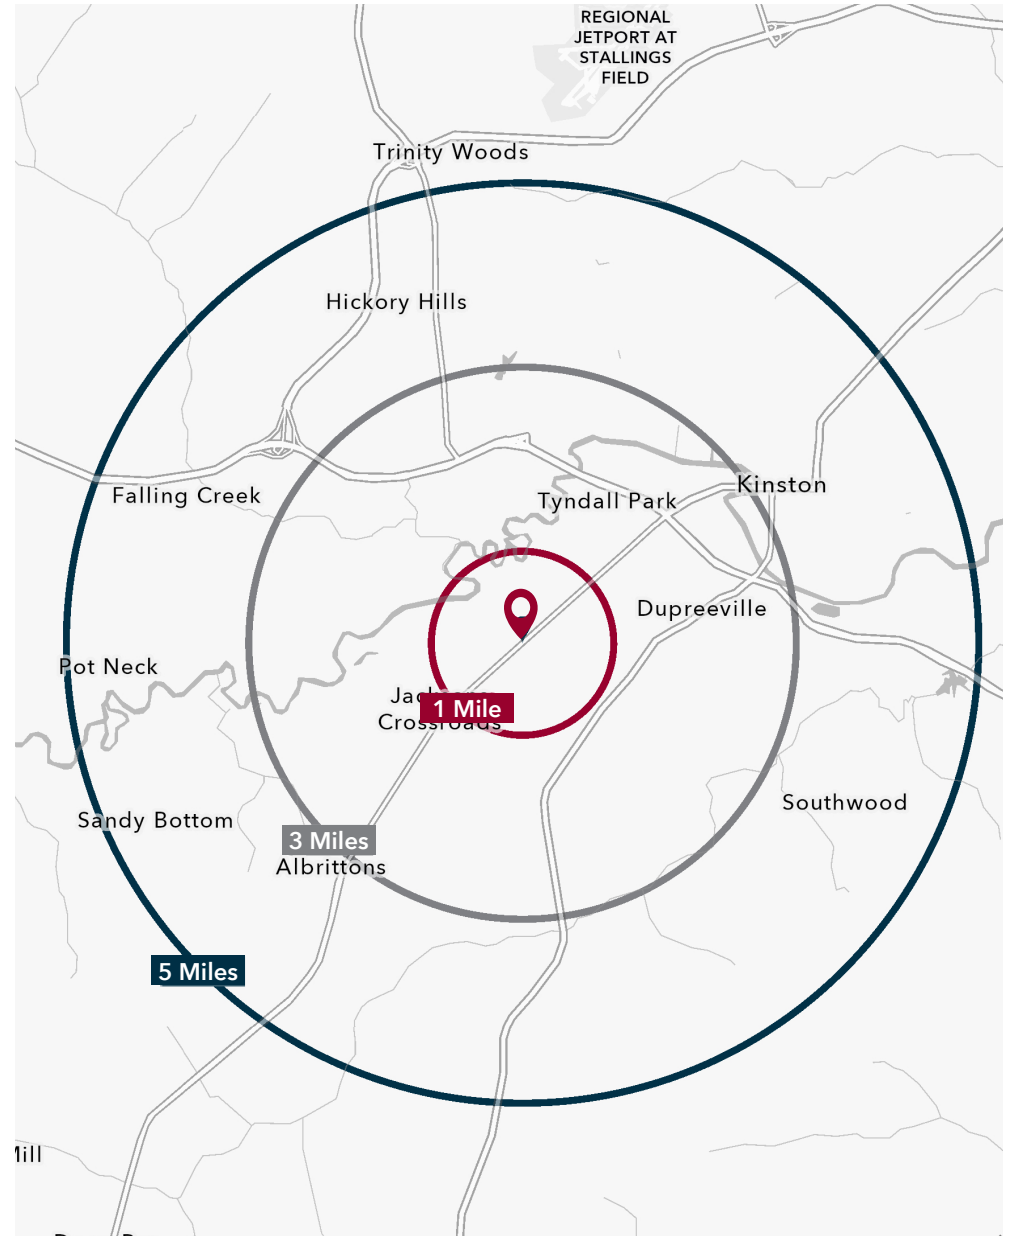 REGIONAL
JETPORT AT
STALLINGS
FIELD
Trinity Woods
Hickory Hills
Kinston
Falling Creek
Tyndall Park
Dupreeville
Pot Neck
1 Mile
Crossroads
Southwood
Sandy Bottom
3 Miles
Albrittons
5 Miles